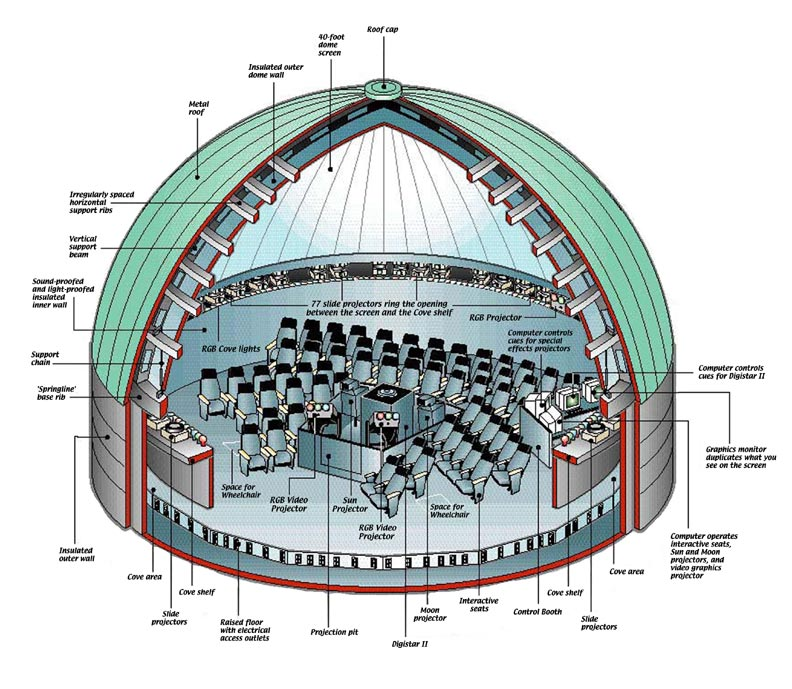 Roof cap
40-foot
dome
screen
Insulated outer
dome wall
Metal
roof
Irregularly spaced
horizontal
support ribs
Vertical
support
beam
Sound-proofed
and light-proofed
insulated
inner wall
77 slide projectors ring the opening
between the screen and the Cove shelf
RGB Projector
Computer controls
cues for special
effects projectors
RGB Cove lights
Support
chain
Computer controls
cues for Digistar II
'Springline'
base rib
Graphics monitor
duplicates what you
see on the screen
Space for
Wheelchair
RGB Video
Projector
Sun
Projector
RGB Video
Projector
Space for
Wheelchair
Insulated
outer wall
Computer operates
interactive seats,
Sun and Moon
projectors, and
video graphics
projector
Cove area
Cove shelf
Slide
projectors
Raised floor
with electrical
access outlets
Projection pit
Digistar II
Moon
projector
Interactive
seats
Control Booth
Cove shelf
Slide
projectors
Cove area